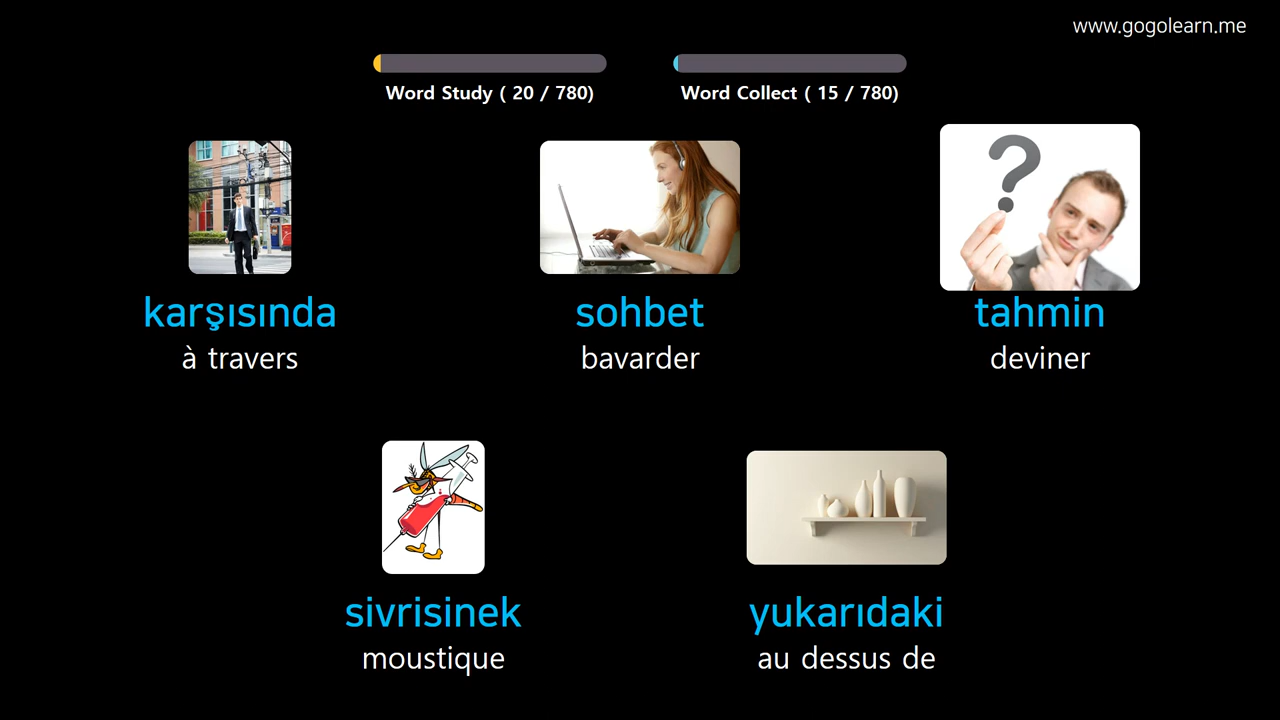 www.gogolearn.me
Word Study ( 20 / 780)
Word Collect ( 15 / 780)
karşısında
à travers
sohbet
bavarder
tahmin
deviner
sivrisinek
moustique
yukarıdaki
au dessus de